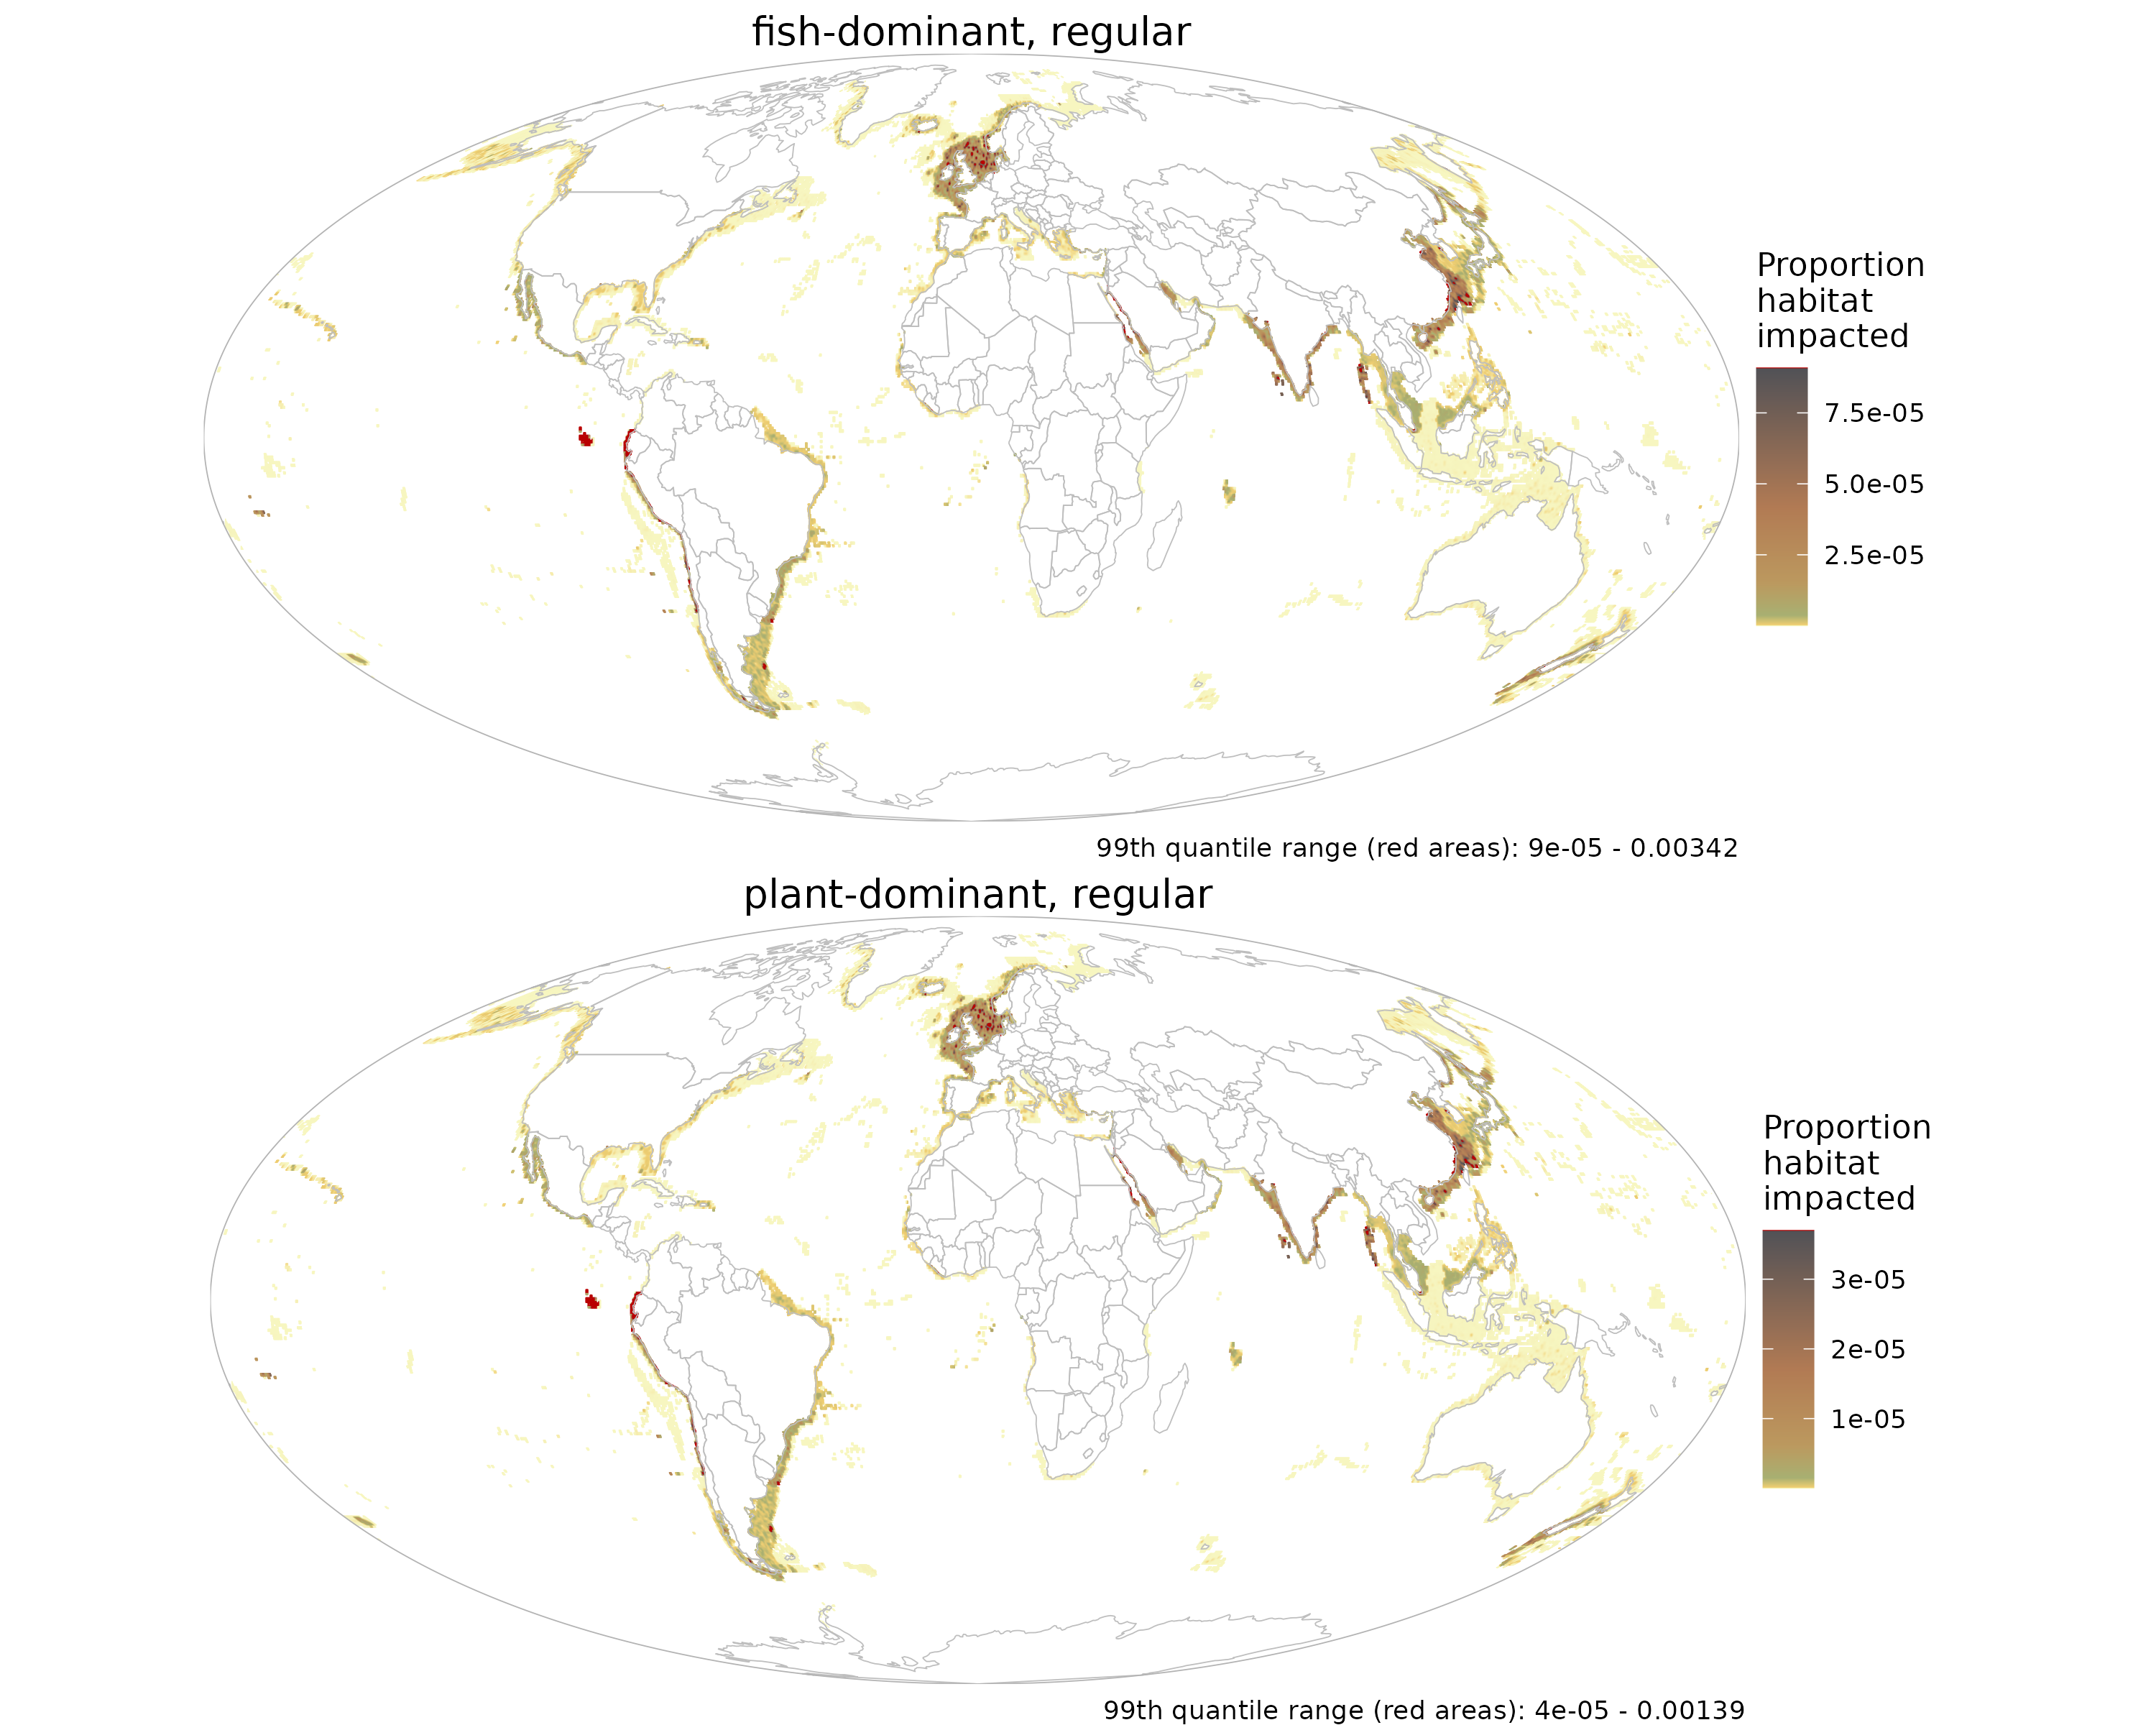 fish-dominant, regular
Proportion
habitat
impacted
7.5e-05
5.0e-05
2.5e-05
99th quantile range (red areas): 9e-05 - 0.00342
plant-dominant, regular
Proportion
habitat
impacted
3e-05
2e-05
1e-05
99th quantile range (red areas): 4e-05 - 0.00139